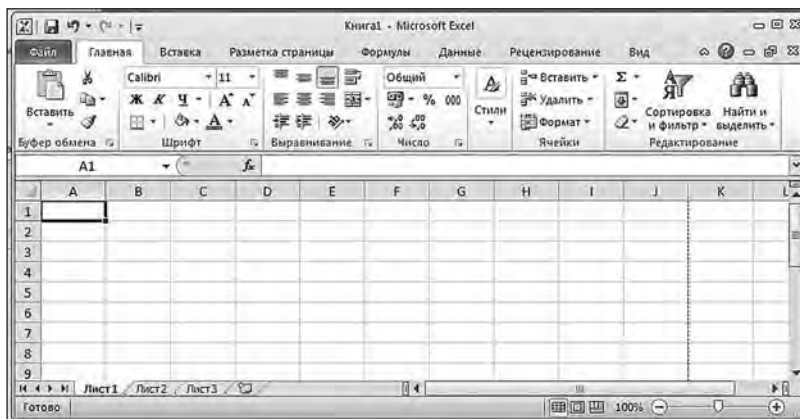 Книга1 - Microsoft Excel
Файл Главная Вставка Разметка страницы Формулы Данные Рецензирование Вид
Calibri 11 Общий Вставить Σ
Вставить Ж К Ч A A % 000 Стили Удалить Сортировка и фильтр Найти и выделить
A ,00 Формат
Буфер обмена Шрифт Выравнивание Число Ячейки Редактирование
A1 fx
A B C D E F G H I J K L
1
2
3
4
5
6
7
8
9
Лист1 Лист2 Лист3
Готово 100%